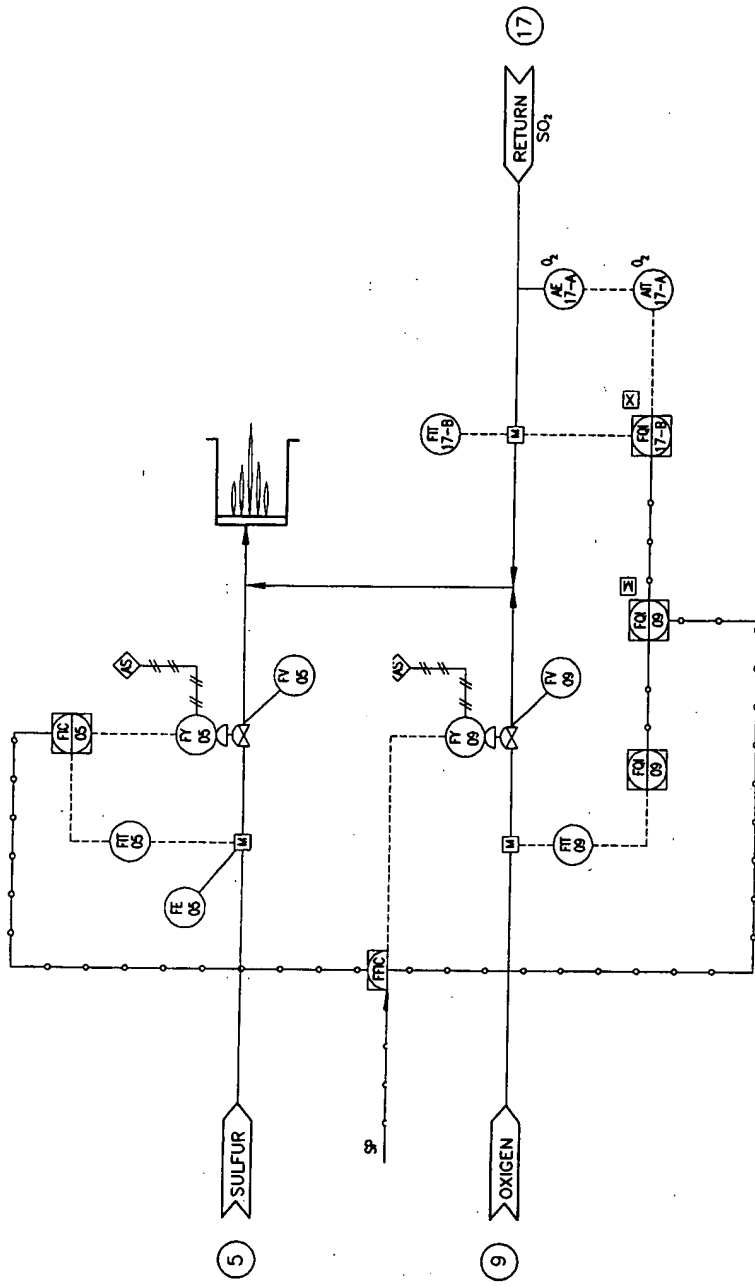 FIC
05
FIT
05
AS
FE
05
FY
05
5
SULFUR
M
FV
05
SP
FFIC
AS
FY
09
FIT
17-B
9
OXIGEN
M
M
RETURN
17
SO₂
FV
09
O₂
AE
17-A
FIT
09
Σ
X
O₂
FQI
09
FQI
09
FQI
17-B
AIT
17-A